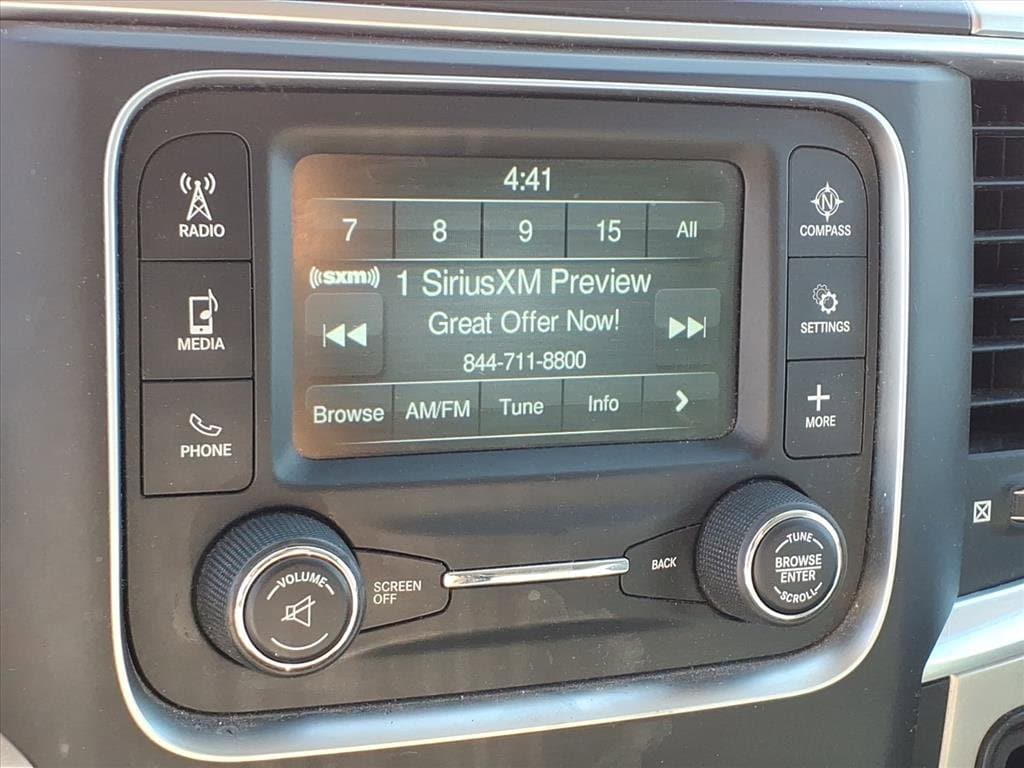 4:41
7 8 9 15 All
((sxm)) 1 SiriusXM Preview
Great Offer Now!
844-711-8800
Browse AM/FM Tune Info
RADIO
MEDIA
PHONE
N
COMPASS
SETTINGS
MORE
VOLUME
SCREEN
OFF
BACK
TUNE
BROWSE
ENTER
SCROLL